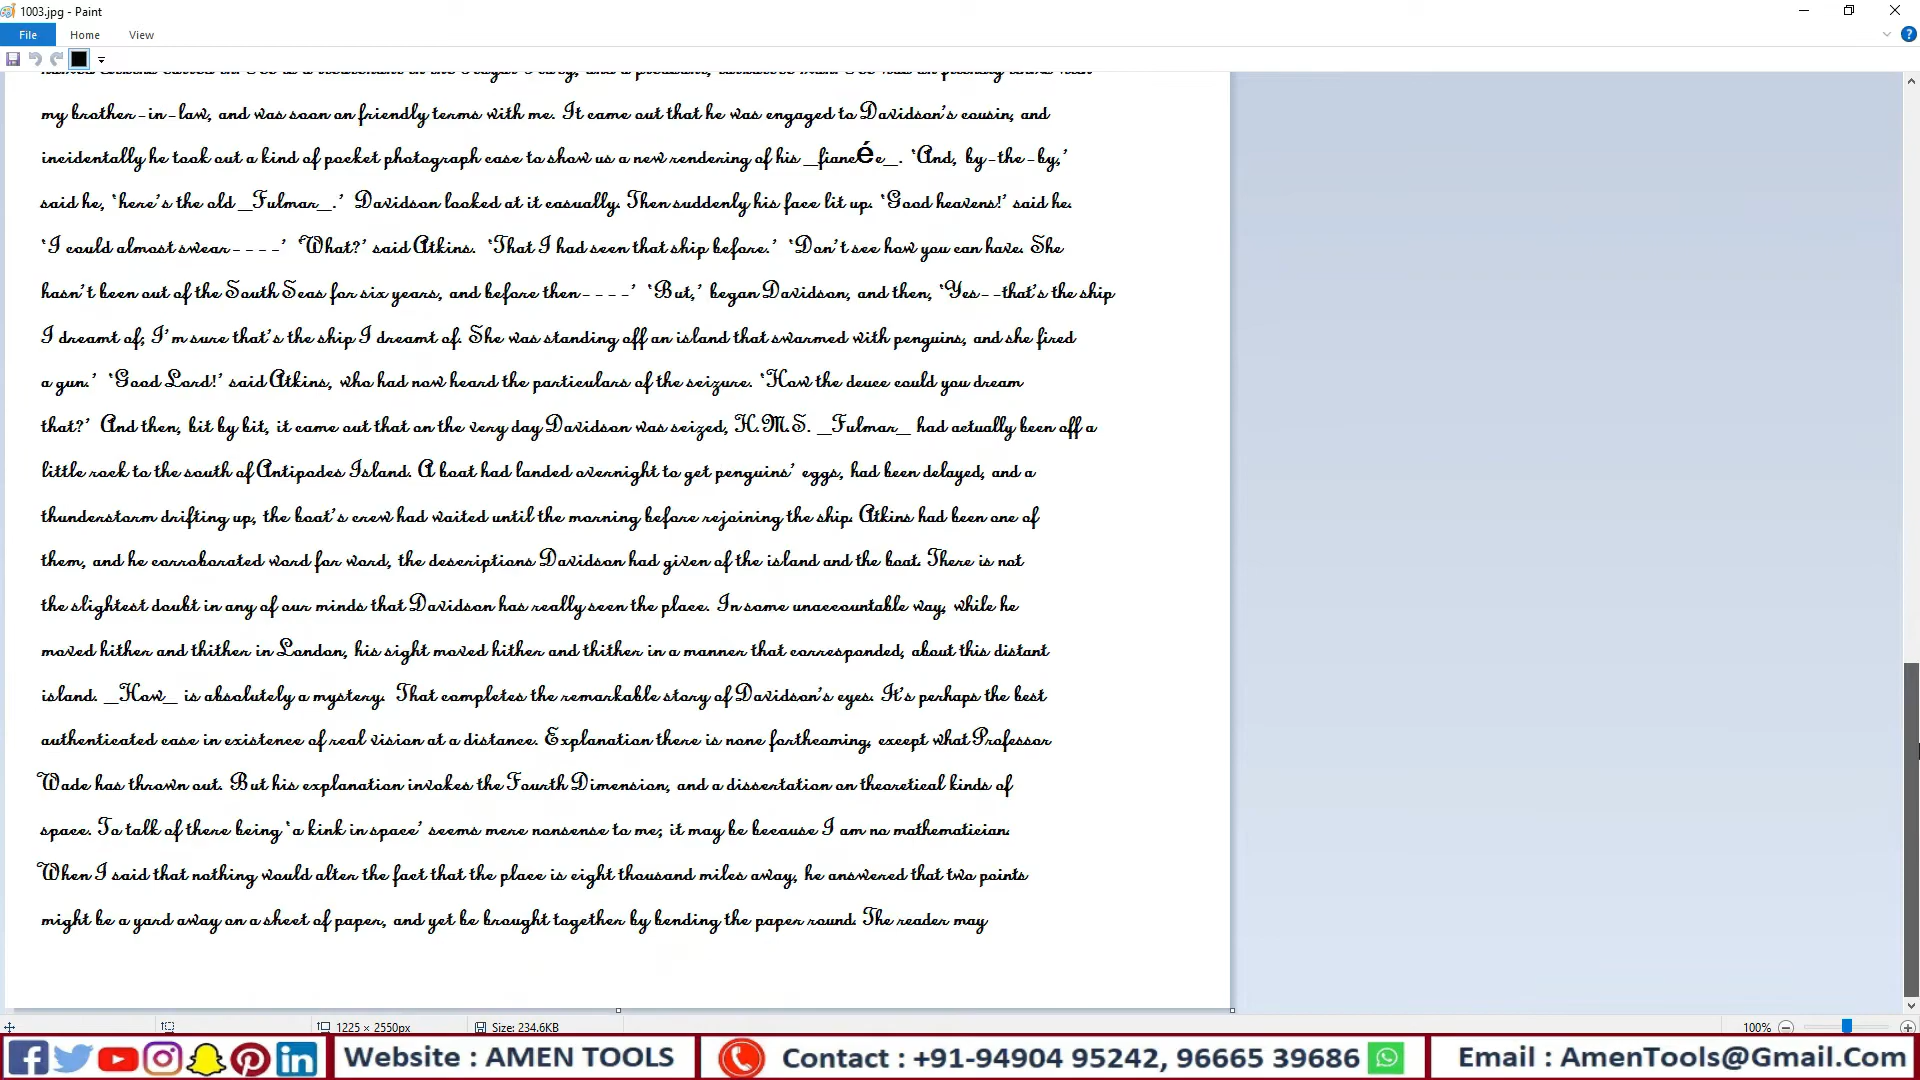 1003.jpg - Paint
File Home View
my brother-in-law, and was soon on friendly terms with me. It came out that he was engaged to Davidson's cousin, and
incidentally he took out a kind of pocket photograph case to show us a new rendering of his _fiancée_. 'And, by-the-by,'
said he, 'here's the old _Fulmar_.' Davidson looked at it casually. Then suddenly his face lit up. 'Good heavens!' said he.
'I could almost swear----' 'What?' said Atkins. 'That I had seen that ship before.' 'Don't see how you can have. She
hasn't been out of the South Seas for six years, and before then----' 'But,' began Davidson, and then, 'Yes--that's the ship
I dreamt of; I'm sure that's the ship I dreamt of. She was standing off an island that swarmed with penguins, and she fired
a gun.' 'Good Lord!' said Atkins, who had now heard the particulars of the seizure. 'How the deuce could you dream
that?' And then, bit by bit, it came out that on the very day Davidson was seized, H.M.S. _Fulmar_ had actually been off a
little rock to the south of Antipodes Island. A boat had landed overnight to get penguins' eggs, had been delayed, and a
thunderstorm drifting up, the boat's crew had waited until the morning before rejoining the ship. Atkins had been one of
them, and he corroborated word for word, the descriptions Davidson had given of the island and the boat. There is not
the slightest doubt in any of our minds that Davidson has really seen the place. In some unaccountable way, while he
moved hither and thither in London, his sight moved hither and thither in a manner that corresponded, about this distant
island. _How_ is absolutely a mystery. That completes the remarkable story of Davidson's eyes. It's perhaps the best
authenticated case in existence of real vision at a distance. Explanation there is none forthcoming, except what Professor
Wade has thrown out. But his explanation invokes the Fourth Dimension, and a dissertation on theoretical kinds of
space. To talk of there being 'a kink in space' seems mere nonsense to me; it may be because I am no mathematician.
When I said that nothing would alter the fact that the place is eight thousand miles away, he answered that two points
might be a yard away on a sheet of paper, and yet be brought together by bending the paper round. The reader may
1225 × 2550px Size: 234.6KB 100%
Website : AMEN TOOLS Contact : +91-94904 95242, 96665 39686 Email : AmenTools@Gmail.Com